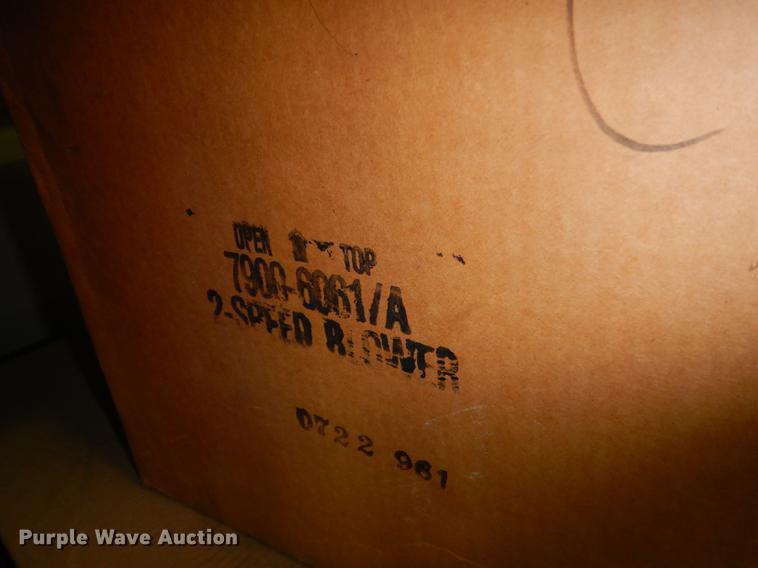 OPEN TOP
7900-6061/A
2-SPEED BLOWER
0722 961
Purple Wave Auction